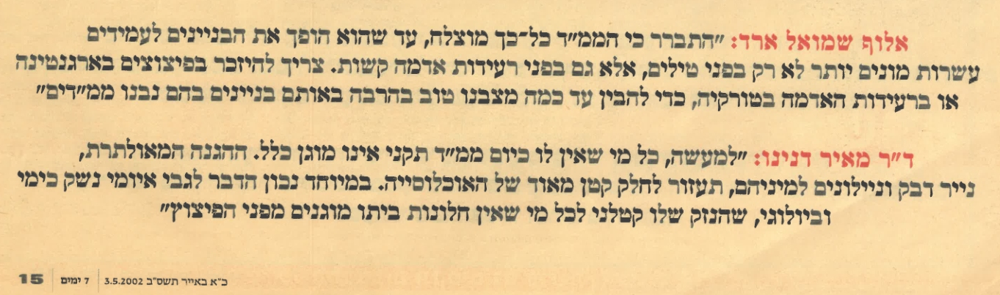 אלוף שמואל ארד: "התברר כי הממ"ד כל-כך מוצלח, עד שהוא הופך את הבניינים לעמידים
עשרות מונים יותר לא רק בפני טילים, אלא גם בפני רעידות אדמה קשות. צריך להיזכר בפיצוצים בארגנטינה
או ברעידות האדמה בטורקיה, כדי להבין עד כמה מצבנו טוב בהרבה באותם בניינים בהם נבנו ממ"דים"
ד"ר מאיר דנינו: "למעשה, כל מי שאין לו כיום ממ"ד תקני אינו מוגן כלל. ההגנה המאולתרת,
נייר דבק וניילונים למיניהם, תעזור לחלק קטן מאוד של האוכלוסייה. במיוחד נכון הדבר לגבי איומי נשק כימי
וביולוגי, שהנזק שלו קטלני לכל מי שאין חלונות ביתו מוגנים מפני הפיצוץ"
כ"א באייר תשס"ב 3.5.2002 | 7 ימים | 15